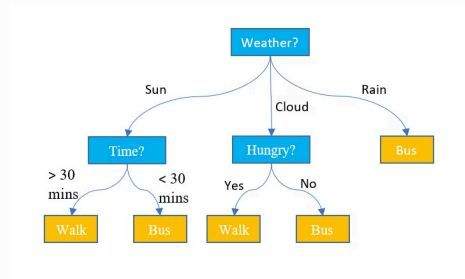 Weather?
Sun
Cloud
Rain
Time?
Hungry?
Bus
> 30
mins
< 30
mins
Yes
No
Walk
Bus
Walk
Bus